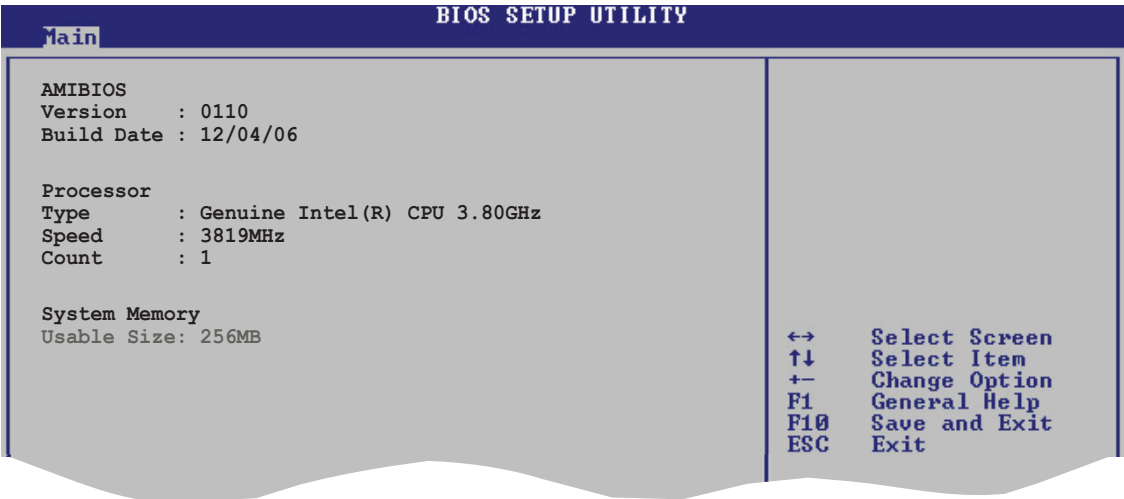 BIOS SETUP UTILITY
Main
AMIBIOS
Version : 0110
Build Date : 12/04/06
Processor
Type : Genuine Intel(R) CPU 3.80GHz
Speed : 3819MHz
Count : 1
System Memory
Usable Size: 256MB
←→ Select Screen
↑↓ Select Item
+- Change Option
F1 General Help
F10 Save and Exit
ESC Exit